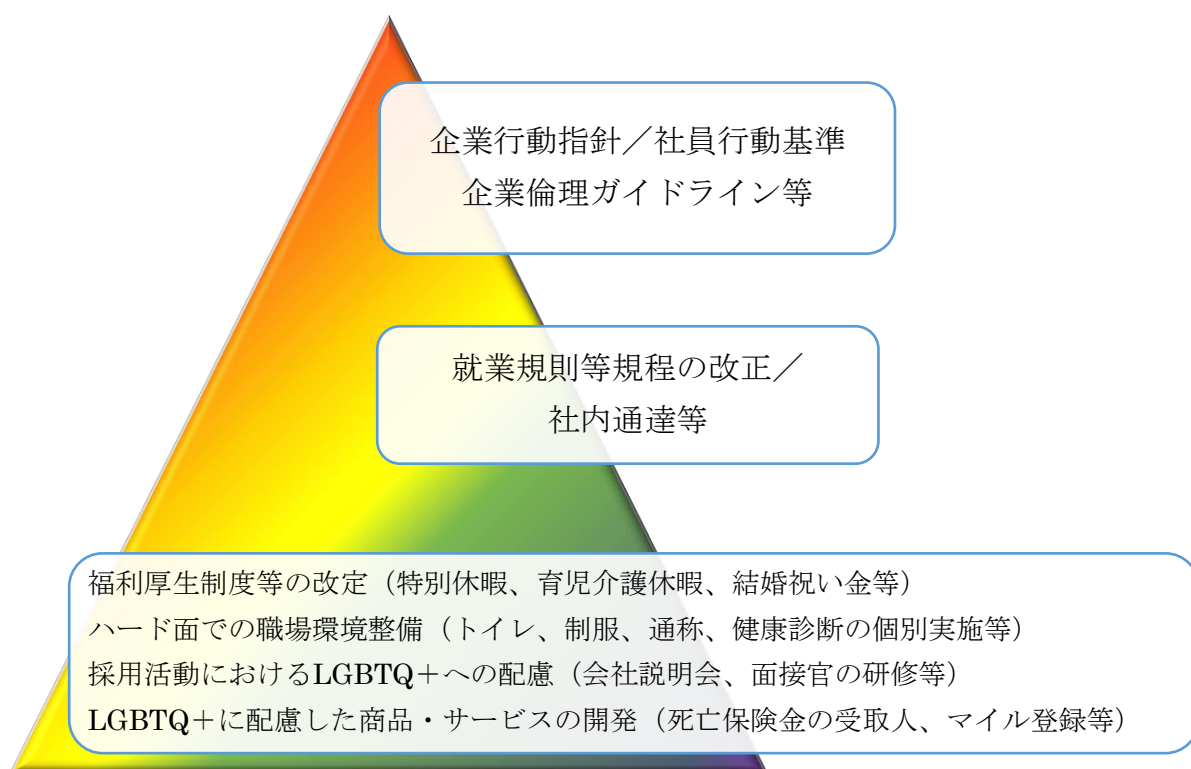 企業行動指針／社員行動基準
企業倫理ガイドライン等
就業規則等規程の改正／
社内通達等
福利厚生制度等の改定（特別休暇、育児介護休暇、結婚祝い金等）
ハード面での職場環境整備（トイレ、制服、通称、健康診断の個別実施等）
採用活動におけるLGBTQ＋への配慮（会社説明会、面接官の研修等）
LGBTQ＋に配慮した商品・サービスの開発（死亡保険金の受取人、マイル登録等）